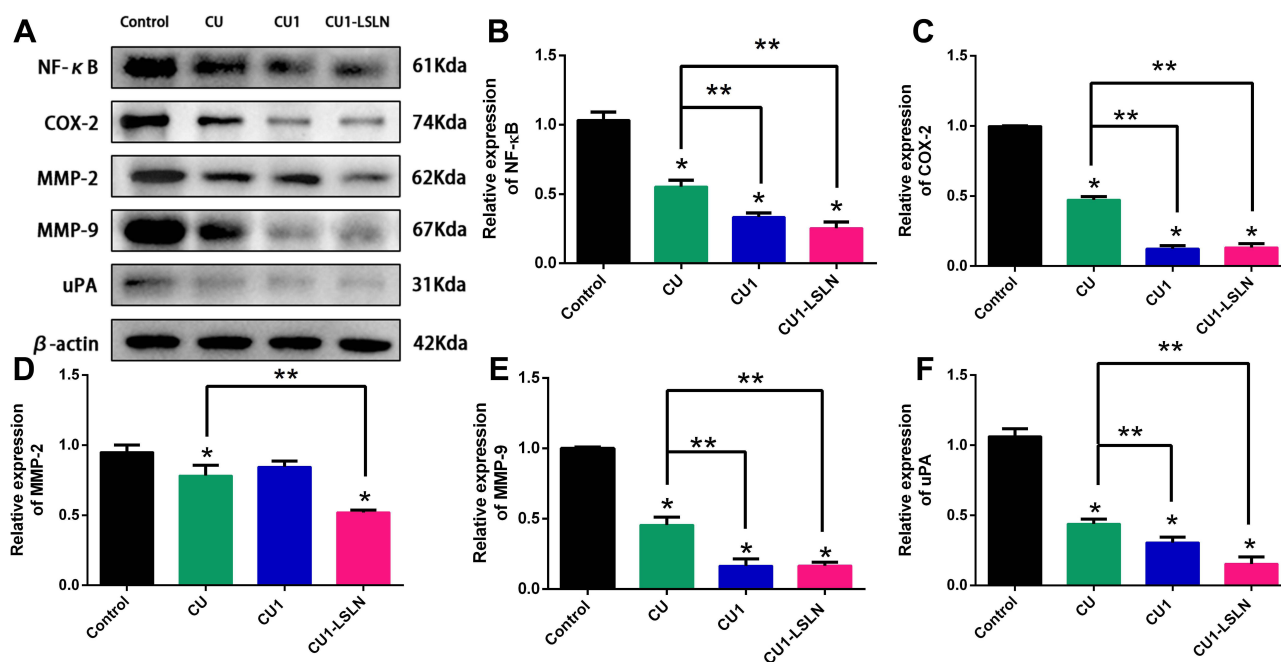 A
Control CU CU1 CU1-LSLN
NF-κB 61Kda
COX-2 74Kda
MMP-2 62Kda
MMP-9 67Kda
uPA 31Kda
β-actin 42Kda
B
Relative expression
of NF-κB
1.5
1.0
0.5
0.0
**
**
*
*
*
Control CU CU1 CU1-LSLN
C
Relative expression
of COX-2
1.5
1.0
0.5
0.0
**
**
*
*
*
Control CU CU1 CU1-LSLN
D
Relative expression
of MMP-2
1.5
1.0
0.5
0.0
**
*
*
Control CU CU1 CU1-LSLN
E
Relative expression
of MMP-9
1.5
1.0
0.5
0.0
**
**
*
*
*
Control CU CU1 CU1-LSLN
F
Relative expression
of uPA
1.5
1.0
0.5
0.0
**
**
*
*
*
Control CU CU1 CU1-LSLN